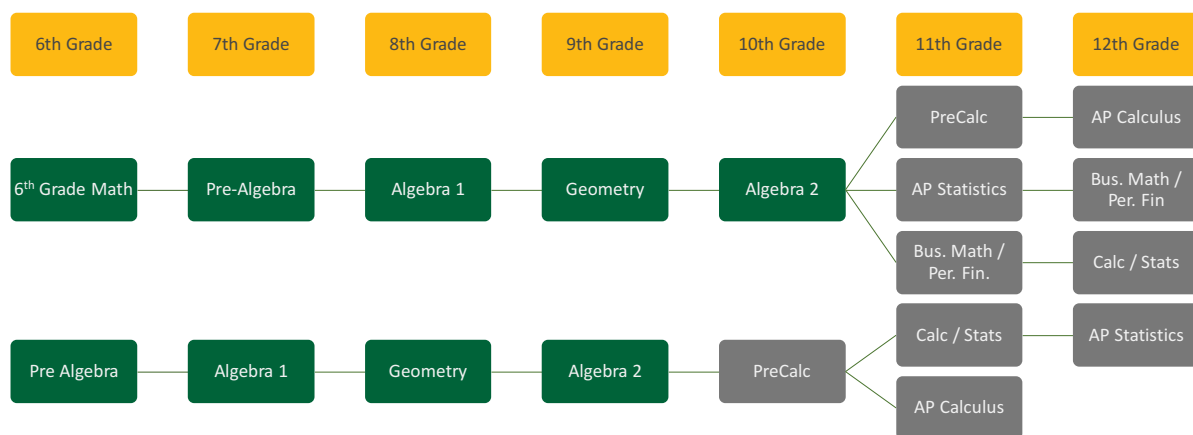 6th Grade
7th Grade
8th Grade
9th Grade
10th Grade
11th Grade
12th Grade
PreCalc
AP Calculus
6th Grade Math
Pre-Algebra
Algebra 1
Geometry
Algebra 2
AP Statistics
Bus. Math /
Per. Fin
Bus. Math /
Per. Fin.
Calc / Stats
Pre Algebra
Algebra 1
Geometry
Algebra 2
PreCalc
Calc / Stats
AP Statistics
AP Calculus